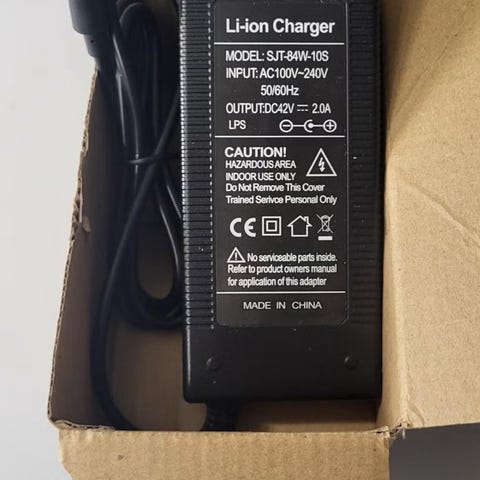 Li-ion Charger
MODEL: SJT-84W-10S
INPUT: AC100V~240V
50/60Hz
OUTPUT:DC42V ⎓ 2.0A
LPS
CAUTION!
HAZARDOUS AREA
INDOOR USE ONLY
Do Not Remove This Cover
Trained Serivce Personal Only
CE
No serviceable parts inside.
Refer to product owners manual
for application of this adapter
MADE IN CHINA